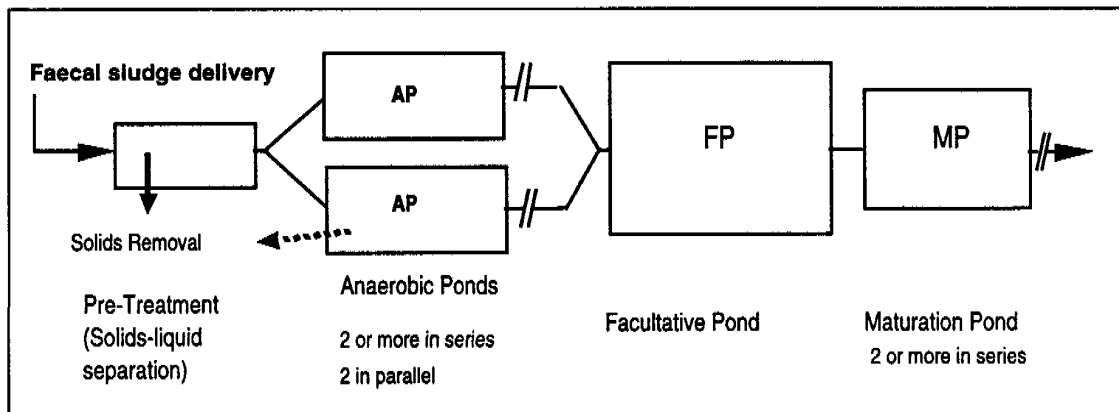 Faecal sludge delivery
AP
AP
FP
MP
Solids Removal
Pre-Treatment
(Solids-liquid
separation)
Anaerobic Ponds
2 or more in series
2 in parallel
Facultative Pond
Maturation Pond
2 or more in series